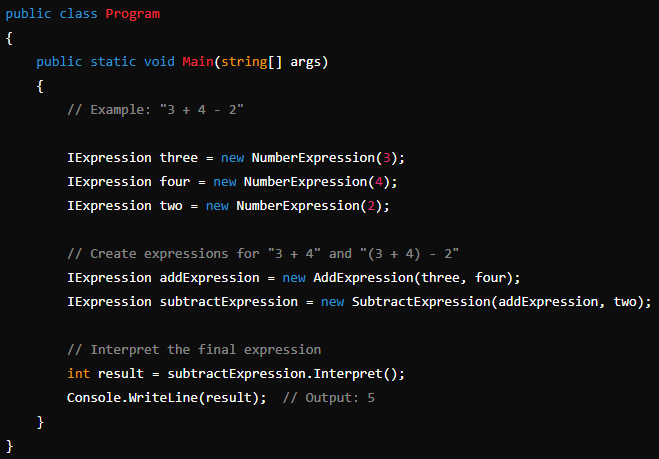 public class Program
{
    public static void Main(string[] args)
    {
        // Example: "3 + 4 - 2"

        IExpression three = new NumberExpression(3);
        IExpression four = new NumberExpression(4);
        IExpression two = new NumberExpression(2);

        // Create expressions for "3 + 4" and "(3 + 4) - 2"
        IExpression addExpression = new AddExpression(three, four);
        IExpression subtractExpression = new SubtractExpression(addExpression, two);

        // Interpret the final expression
        int result = subtractExpression.Interpret();
        Console.WriteLine(result);  // Output: 5
    }
}